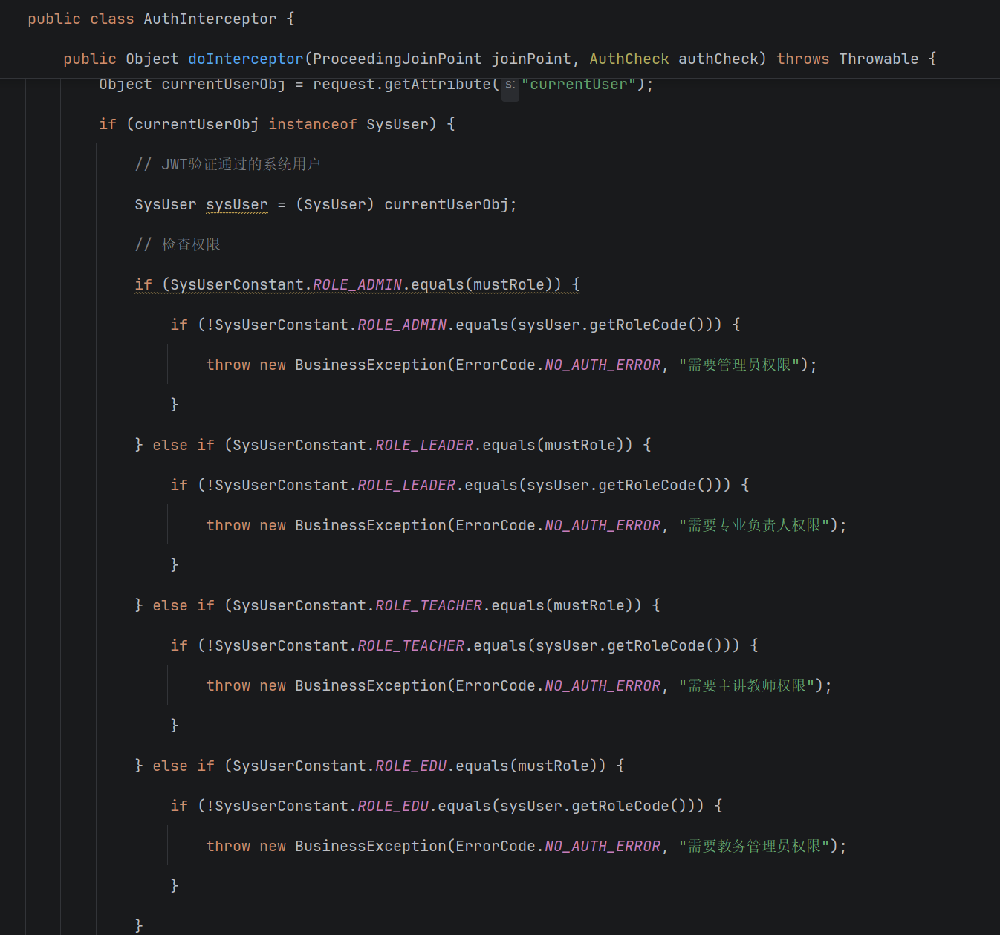 public class AuthInterceptor {
public Object doInterceptor(ProceedingJoinPoint joinPoint, AuthCheck authCheck) throws Throwable {
Object currentUserObj = request.getAttribute( s: "currentUser");
if (currentUserObj instanceof SysUser) {
// JWT验证通过的系统用户
SysUser sysUser = (SysUser) currentUserObj;
// 检查权限
if (SysUserConstant.ROLE_ADMIN.equals(mustRole)) {
if (!SysUserConstant.ROLE_ADMIN.equals(sysUser.getRoleCode())) {
throw new BusinessException(ErrorCode.NO_AUTH_ERROR, "需要管理员权限");
}
} else if (SysUserConstant.ROLE_LEADER.equals(mustRole)) {
if (!SysUserConstant.ROLE_LEADER.equals(sysUser.getRoleCode())) {
throw new BusinessException(ErrorCode.NO_AUTH_ERROR, "需要专业负责人权限");
}
} else if (SysUserConstant.ROLE_TEACHER.equals(mustRole)) {
if (!SysUserConstant.ROLE_TEACHER.equals(sysUser.getRoleCode())) {
throw new BusinessException(ErrorCode.NO_AUTH_ERROR, "需要主讲教师权限");
}
} else if (SysUserConstant.ROLE_EDU.equals(mustRole)) {
if (!SysUserConstant.ROLE_EDU.equals(sysUser.getRoleCode())) {
throw new BusinessException(ErrorCode.NO_AUTH_ERROR, "需要教务管理员权限");
}
}